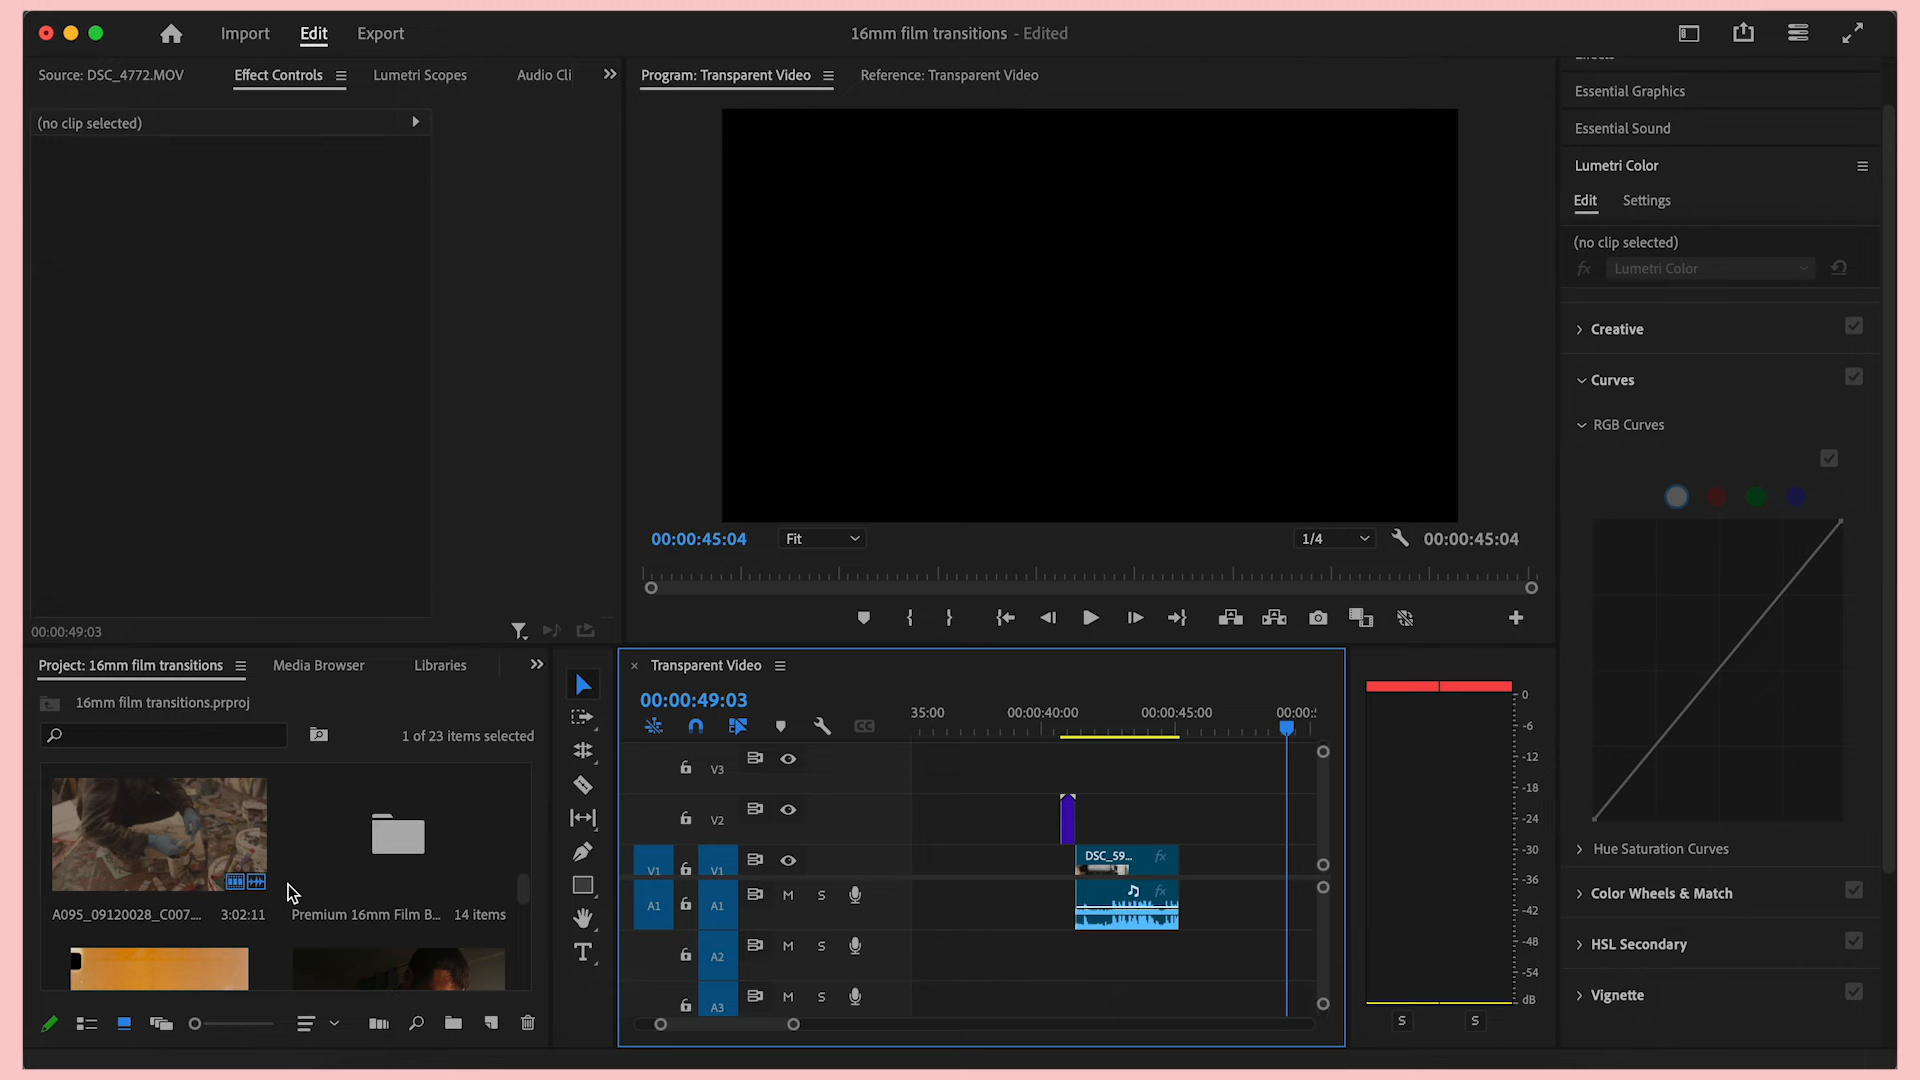 Import
Edit
Export
16mm film transitions - Edited
Source: DSC_4772.MOV
Effect Controls
Lumetri Scopes
Audio Cli
Program: Transparent Video
Reference: Transparent Video
(no clip selected)
00:00:49:03
00:00:45:04
Fit
1/4
00:00:45:04
Essential Graphics
Essential Sound
Lumetri Color
Edit
Settings
(no clip selected)
fx
Lumetri Color
Creative
Curves
RGB Curves
Hue Saturation Curves
Color Wheels & Match
HSL Secondary
Vignette
Project: 16mm film transitions
Media Browser
Libraries
16mm film transitions.prproj
1 of 23 items selected
A095_09120028_C007....
3:02:11
Premium 16mm Film B...
14 items
Transparent Video
00:00:49:03
CC
35:00
00:00:40:00
00:00:45:00
00:00:5
V3
V2
V1
V1
A1
A1
M
S
A2
M
S
A3
M
S
DSC_59...
fx
fx
0
-6
-12
-18
-24
-30
-36
-42
-48
-54
dB
S
S